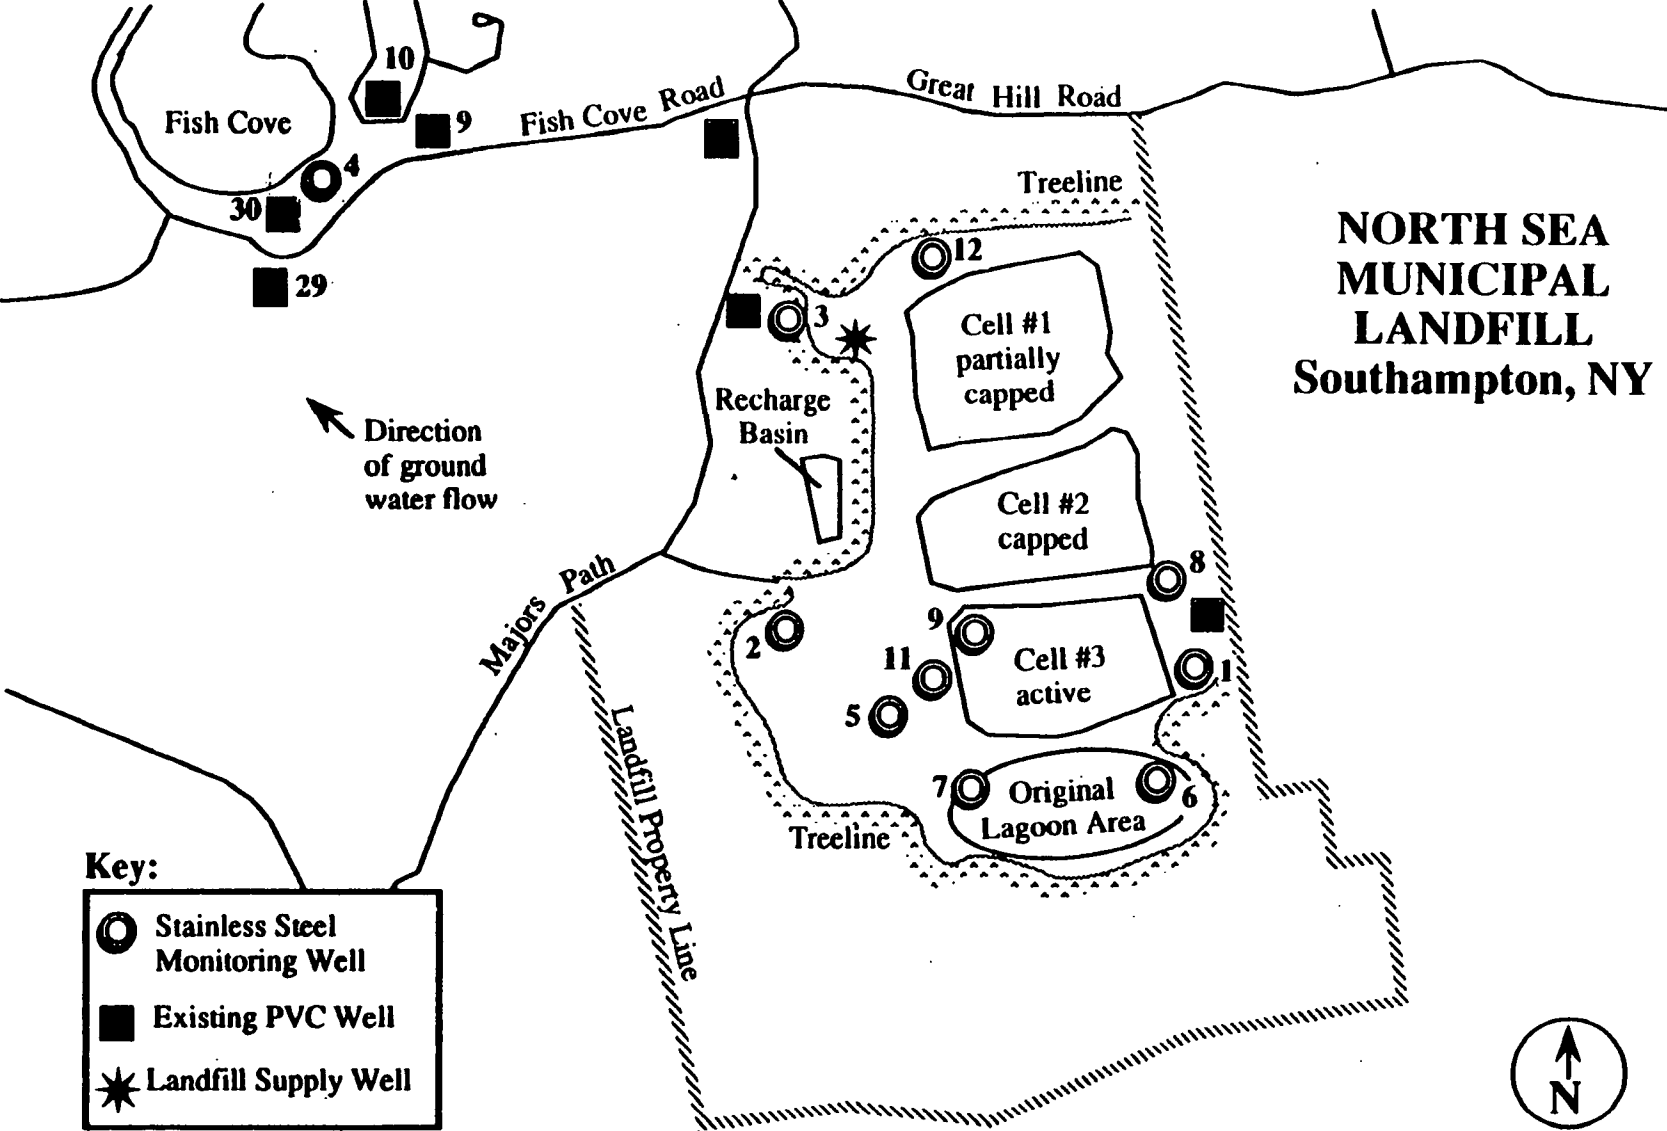 10
Fish Cove
9
Fish Cove Road
Great Hill Road
4
30
29
Treeline
12
3
NORTH SEA
MUNICIPAL
LANDFILL
Southampton, NY
Cell #1
partially
capped
Recharge
Basin
Direction
of ground
water flow
Cell #2
capped
8
Majors Path
2
9
11
5
Cell #3
active
1
Landfill Property Line
7
Original
Lagoon Area
6
Treeline
Key:
Stainless Steel
Monitoring Well
Existing PVC Well
Landfill Supply Well
N